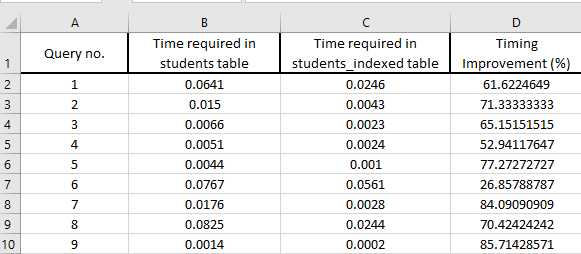 A B C D
1 Query no. Time required in students table Time required in students_indexed table Timing Improvement (%)
2 1 0.0641 0.0246 61.6224649
3 2 0.015 0.0043 71.33333333
4 3 0.0066 0.0023 65.15151515
5 4 0.0051 0.0024 52.94117647
6 5 0.0044 0.001 77.27272727
7 6 0.0767 0.0561 26.85788787
8 7 0.0176 0.0028 84.09090909
9 8 0.0825 0.0244 70.42424242
10 9 0.0014 0.0002 85.71428571